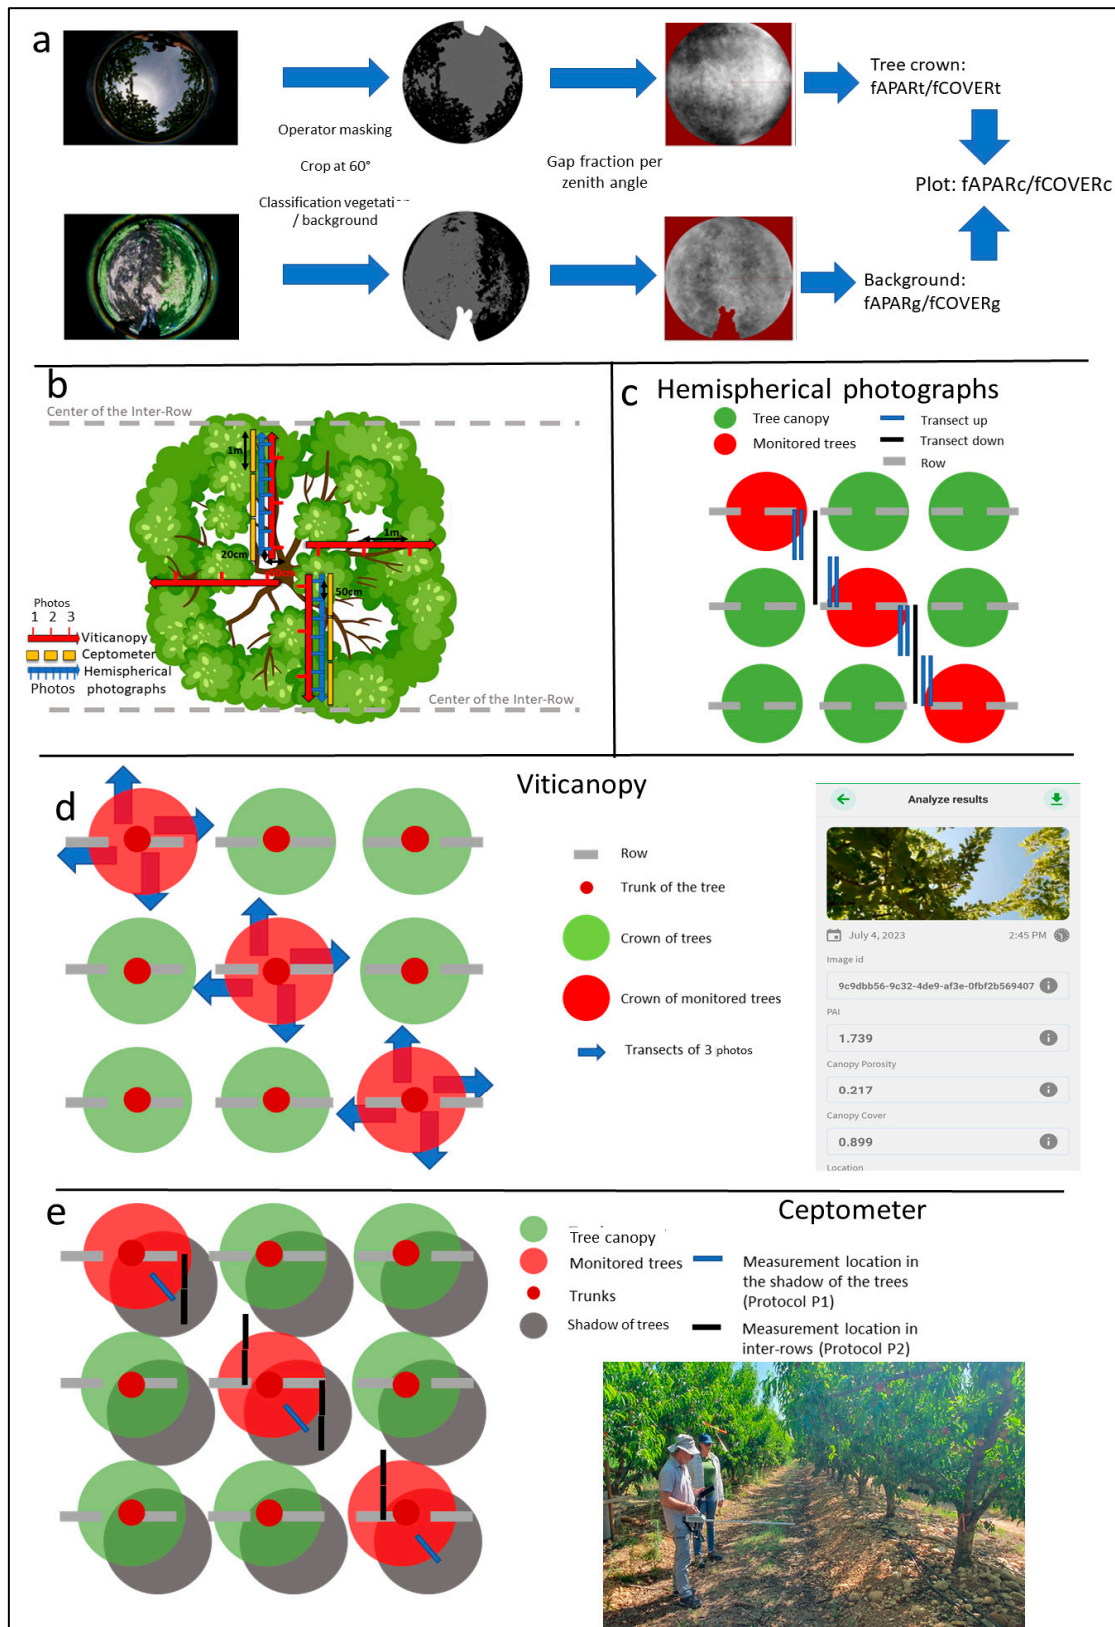 a
Operator masking
Crop at 60°
Classification
/ background
Gap fraction per
zenith angle
Tree crown:
fAPARt/fCOVERt
Plot: fAPARc/fCOVERc
Background:
fAPARg/fCOVERg
b
Center of the Inter-Row
1m
1m
20cm
50cm
Photos
1 2 3
Viticanopy
Ceptometer
Hemispherical
Photos photographs
Center of the Inter-Row
c
Hemispherical photographs
Tree canopy
Monitored trees
Transect up
Transect down
Row
d
Viticanopy
Row
Trunk of the tree
Crown of trees
Crown of monitored trees
Transects of 3 photos
Analyze results
July 4, 2023 2:45 PM
Image id
9c9dbb56-9c32-4de9-af3e-0fbf2b569407
PAI
1.739
Canopy Porosity
0.217
Canopy Cover
0.899
Location
e
Ceptometer
Tree canopy
Monitored trees
Trunks
Shadow of trees
Measurement location in
the shadow of the trees
(Protocol P1)
Measurement location in
inter-rows (Protocol P2)